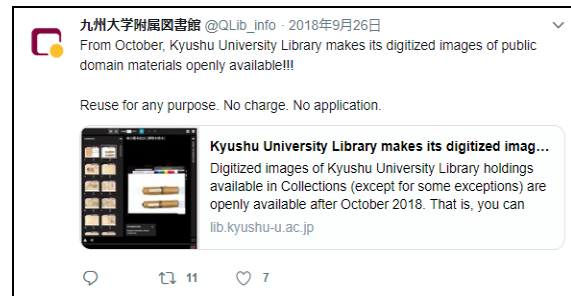 九州大学附属図書館 @QLib_info · 2018年9月26日
From October, Kyushu University Library makes its digitized images of public
domain materials openly available!!!
Reuse for any purpose. No charge. No application.
Kyushu University Library makes its digitized imag...
Digitized images of Kyushu University Library holdings
available in Collections (except for some exceptions) are
openly available after October 2018. That is, you can
lib.kyushu-u.ac.jp
11 7